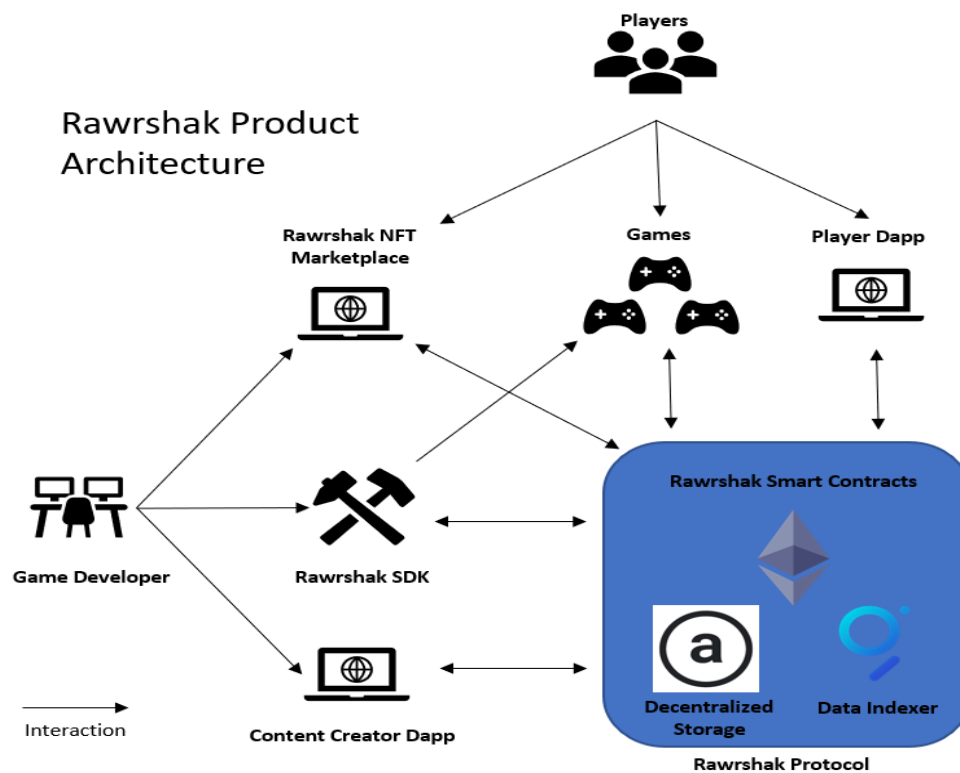 Players
Rawrshak Product
Architecture
Rawrshak NFT
Marketplace
Games
Player Dapp
Rawrshak Smart Contracts
Game Developer
Rawrshak SDK
a
Decentralized
Storage
Data Indexer
Interaction
Content Creator Dapp
Rawrshak Protocol